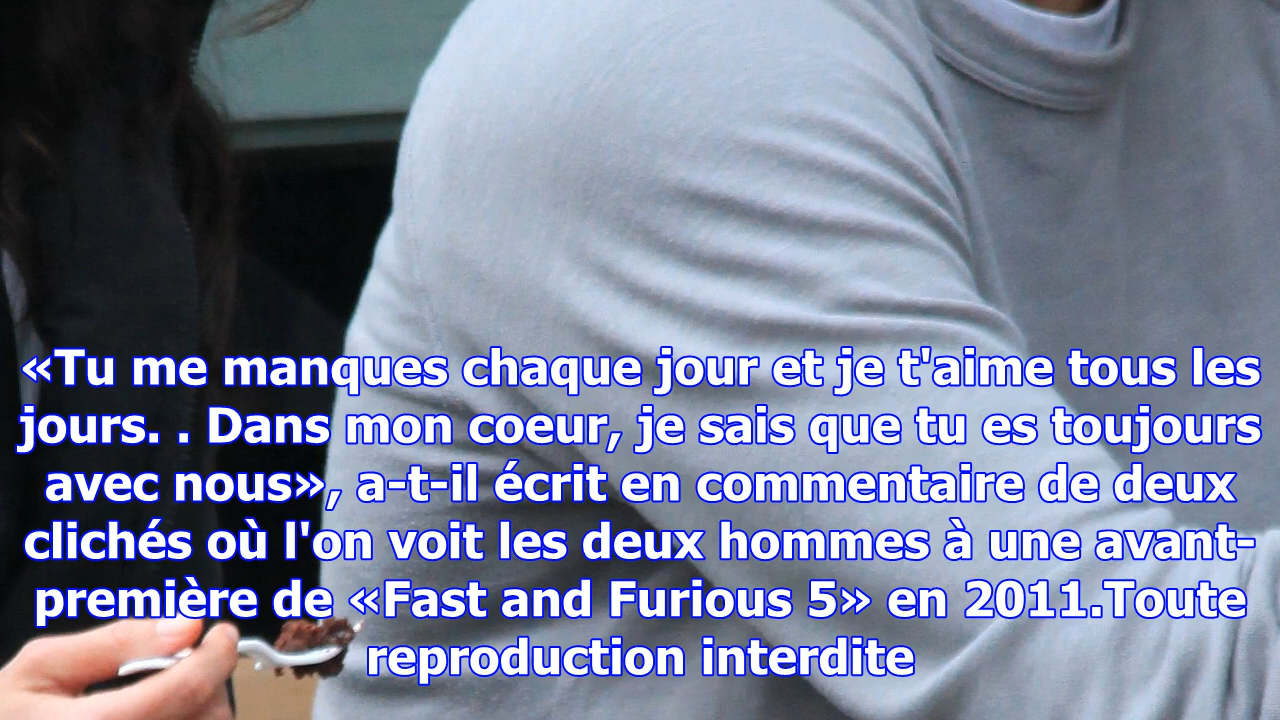 «Tu me manques chaque jour et je t'aime tous les
jours. . Dans mon coeur, je sais que tu es toujours
avec nous», a-t-il écrit en commentaire de deux
clichés où l'on voit les deux hommes à une avant-
première de «Fast and Furious 5» en 2011.Toute
reproduction interdite